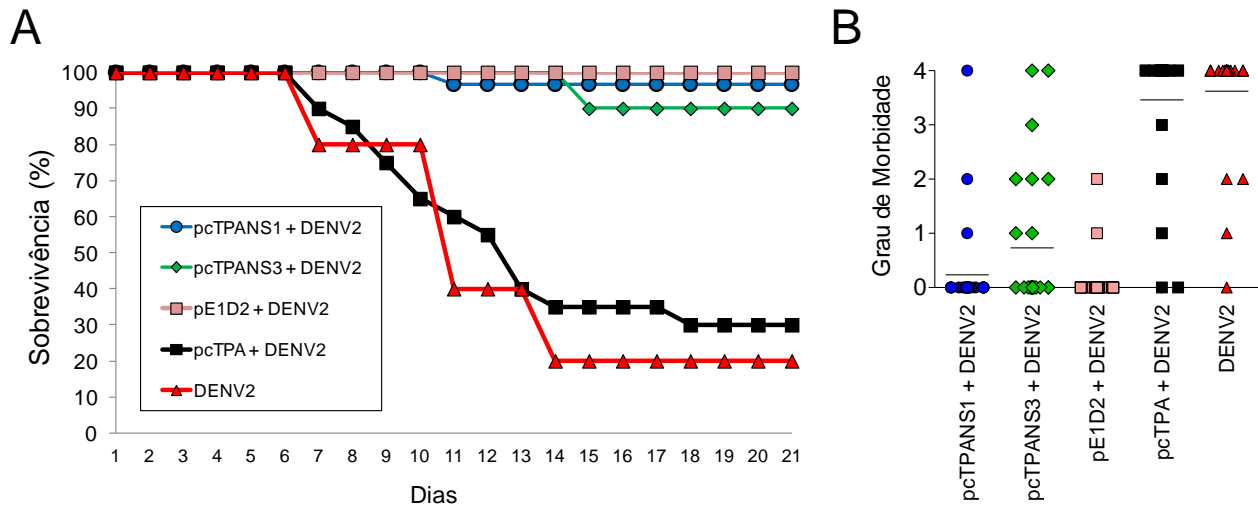 A
Sobrevivência (%)
100
90
80
70
60
50
40
30
20
10
0
pcTPANS1 + DENV2
pcTPANS3 + DENV2
pE1D2 + DENV2
pcTPA + DENV2
DENV2
1 2 3 4 5 6 7 8 9 10 11 12 13 14 15 16 17 18 19 20 21
Dias
B
Grau de Morbidade
4
3
2
1
0
pcTPANS1 + DENV2
pcTPANS3 + DENV2
pE1D2 + DENV2
pcTPA + DENV2
DENV2